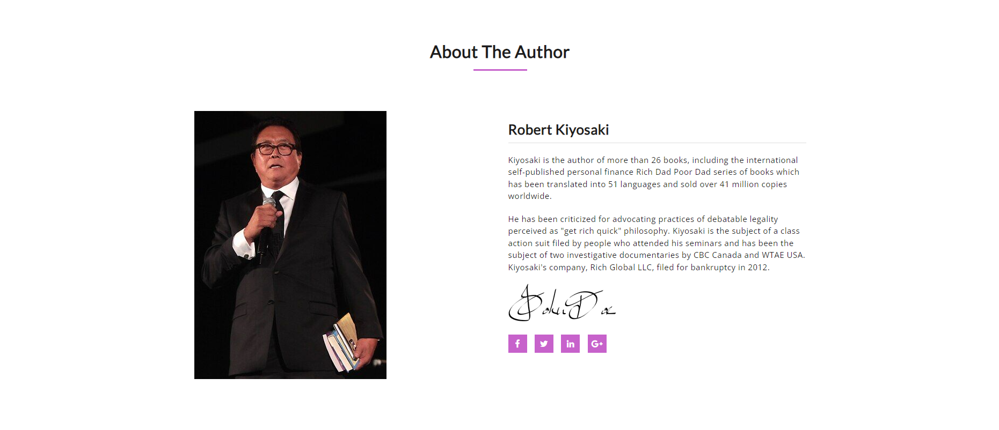 About The Author
Robert Kiyosaki
Kiyosaki is the author of more than 26 books, including the international
self-published personal finance Rich Dad Poor Dad series of books which
has been translated into 51 languages and sold over 41 million copies
worldwide.
He has been criticized for advocating practices of debatable legality
perceived as "get rich quick" philosophy. Kiyosaki is the subject of a class
action suit filed by people who attended his seminars and has been the
subject of two investigative documentaries by CBC Canada and WTAE USA.
Kiyosaki's company, Rich Global LLC, filed for bankruptcy in 2012.
John Doe
f
in
G+